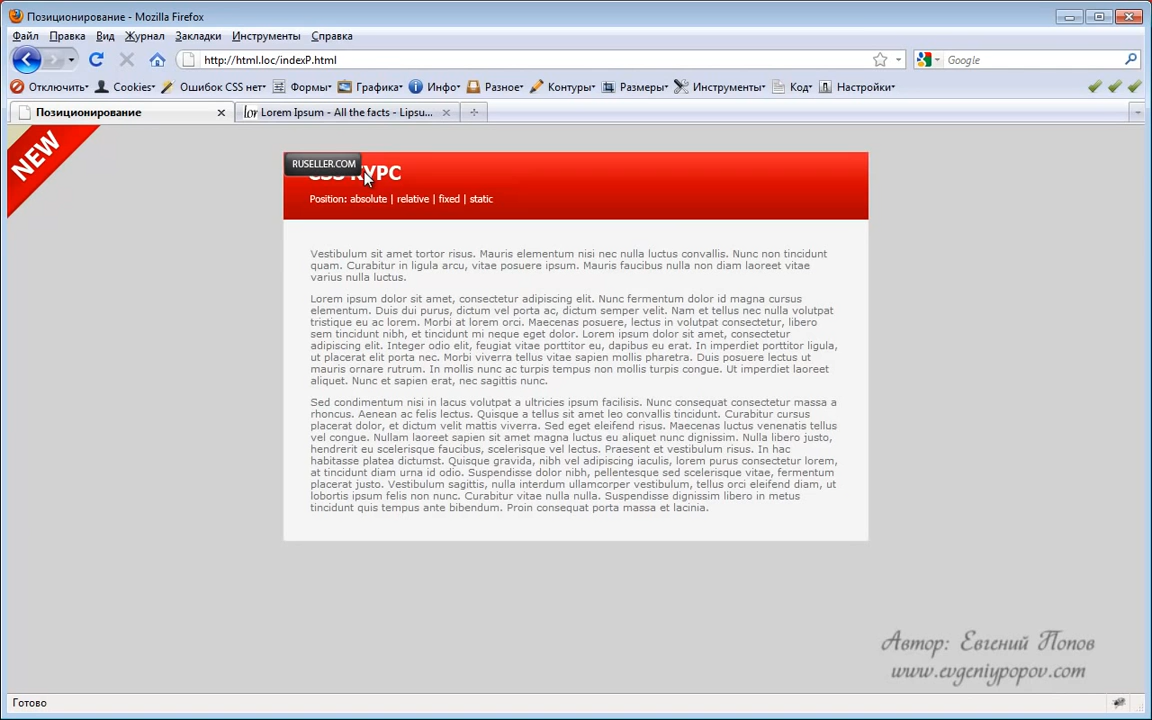 Позиционирование - Mozilla Firefox
Файл Правка Вид Журнал Закладки Инструменты Справка
http://html.loc/indexP.html
Google
Отключить Cookies Ошибок CSS нет Формы Графика Инфо Разное Контуры Размеры Инструменты Код Настройки
Позиционирование
Lorem Ipsum - All the facts - Lipsu...
NEW
RUSELLER.COM
CSS КУРС
Position: absolute | relative | fixed | static
Vestibulum sit amet tortor risus. Mauris elementum nisi nec nulla luctus convallis. Nunc non tincidunt
quam. Curabitur in ligula arcu, vitae posuere ipsum. Mauris faucibus nulla non diam laoreet vitae
varius nulla luctus.
Lorem ipsum dolor sit amet, consectetur adipiscing elit. Nunc fermentum dolor id magna cursus
elementum. Duis dui purus, dictum vel porta ac, dictum semper velit. Nam et tellus nec nulla volutpat
tristique eu ac lorem. Morbi at lorem orci. Maecenas posuere, lectus in volutpat consectetur, libero
sem tincidunt nibh, et tincidunt mi neque eget dolor. Lorem ipsum dolor sit amet, consectetur
adipiscing elit. Integer odio elit, feugiat vitae porttitor eu, dapibus eu erat. In imperdiet porttitor ligula,
ut placerat elit porta nec. Morbi viverra tellus vitae sapien mollis pharetra. Duis posuere lectus ut
mauris ornare rutrum. In mollis nunc ac turpis tempus non mollis turpis congue. Ut imperdiet laoreet
aliquet. Nunc et sapien erat, nec sagittis nunc.
Sed condimentum nisi in lacus volutpat a ultricies ipsum facilisis. Nunc consequat consectetur massa a
rhoncus. Aenean ac felis lectus. Quisque a tellus sit amet leo convallis tincidunt. Curabitur cursus
placerat dolor, et dictum velit mattis viverra. Sed eget eleifend risus. Maecenas luctus venenatis tellus
vel congue. Nullam laoreet sapien sit amet magna luctus eu aliquet nunc dignissim. Nulla libero justo,
hendrerit eu scelerisque faucibus, scelerisque vel lectus. Praesent et vestibulum risus. In hac
habitasse platea dictumst. Quisque gravida, nibh vel adipiscing iaculis, lorem purus consectetur lorem,
at tincidunt diam urna id odio. Suspendisse dolor nibh, pellentesque sed scelerisque vitae, fermentum
placerat justo. Vestibulum sagittis, nulla interdum ullamcorper vestibulum, tellus orci eleifend diam, ut
lobortis ipsum felis non nunc. Curabitur vitae nulla nulla. Suspendisse dignissim libero in metus
tincidunt quis tempus ante bibendum. Proin consequat porta massa et lacinia.
Автор: Евгений Попов
www.evgeniypopov.com
Готово